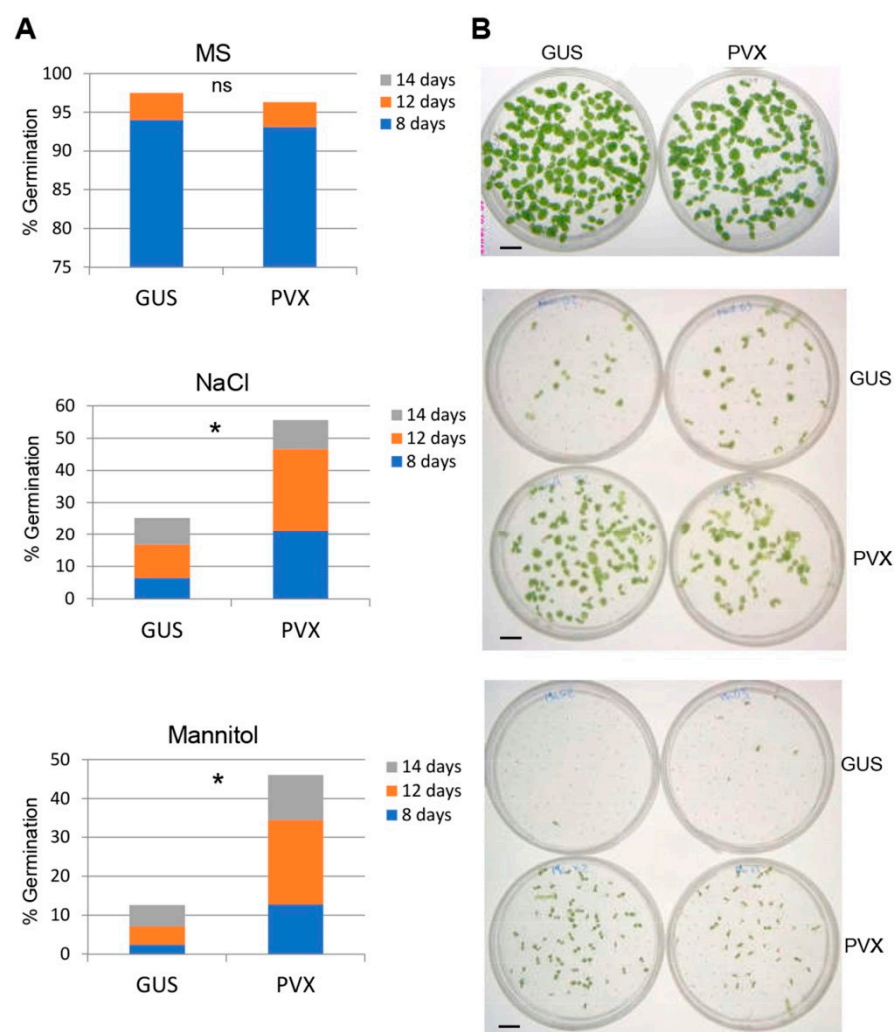 A
MS
100
95
90
85
80
75
% Germination
ns
GUS
PVX
14 days
12 days
8 days
NaCl
60
50
40
30
20
10
0
% Germination
*
GUS
PVX
14 days
12 days
8 days
Mannitol
50
40
30
20
10
0
% Germination
*
GUS
PVX
14 days
12 days
8 days
B
GUS
PVX
GUS
PVX
GUS
PVX